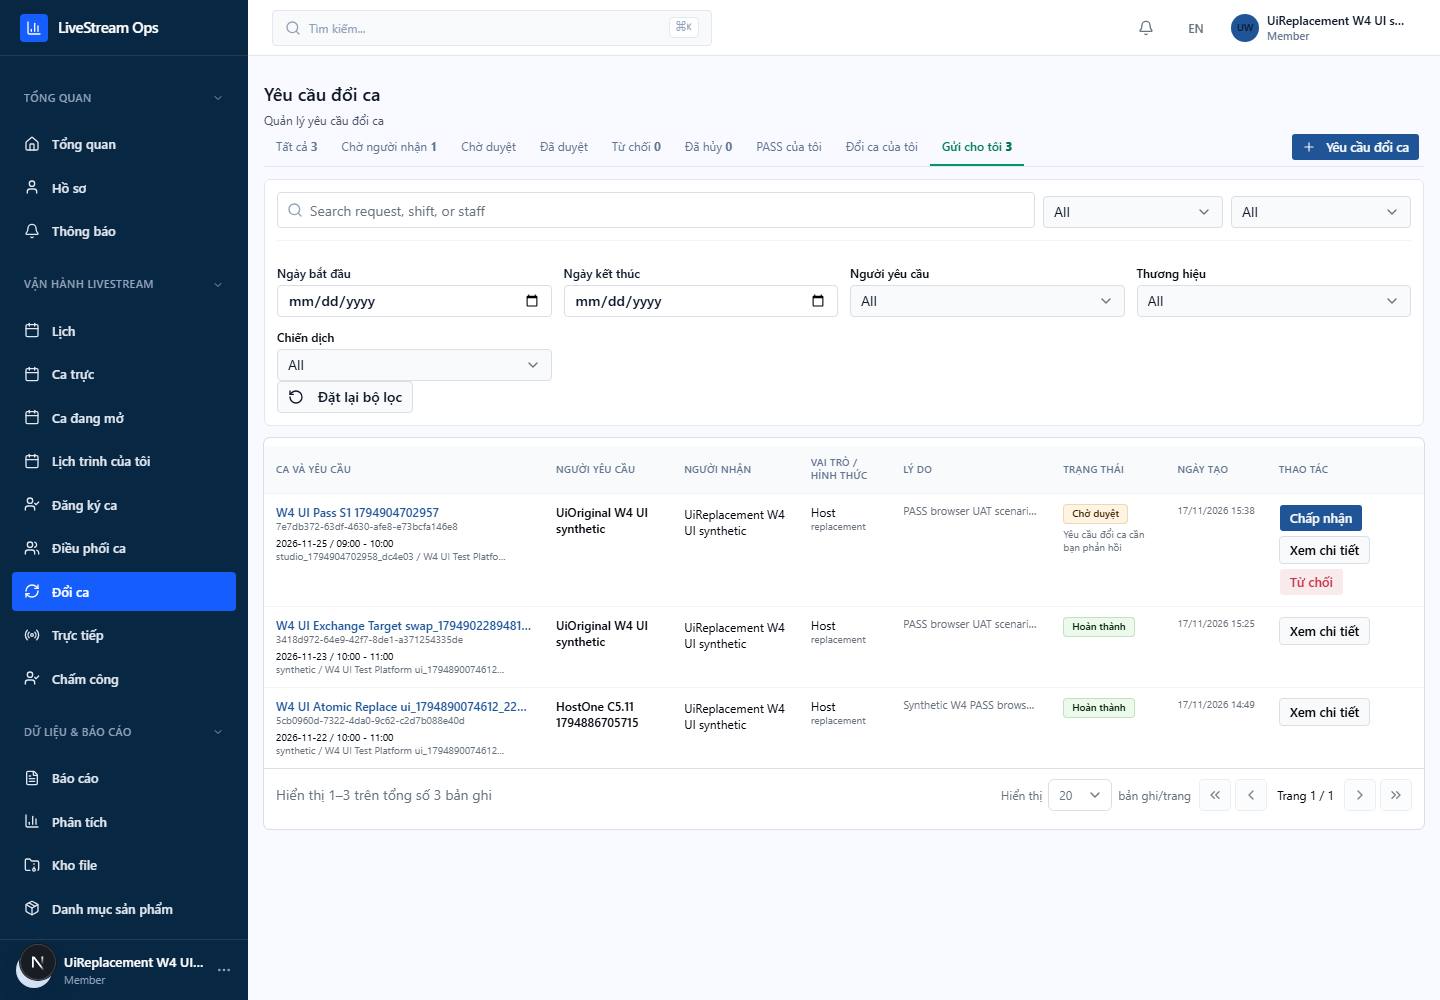 LiveStream Ops
Tìm kiếm...
⌘K
EN
UW
UiReplacement W4 UI s...
Member
TỔNG QUAN
Tổng quan
Hồ sơ
Thông báo
VẬN HÀNH LIVESTREAM
Lịch
Ca trực
Ca đang mở
Lịch trình của tôi
Đăng ký ca
Điều phối ca
Đổi ca
Trực tiếp
Chấm công
DỮ LIỆU & BÁO CÁO
Báo cáo
Phân tích
Kho file
Danh mục sản phẩm
N
UiReplacement W4 UI...
Member
Yêu cầu đổi ca
Quản lý yêu cầu đổi ca
Tất cả 3
Chờ người nhận 1
Chờ duyệt
Đã duyệt
Từ chối 0
Đã hủy 0
PASS của tôi
Đổi ca của tôi
Gửi cho tôi 3
Yêu cầu đổi ca
Search request, shift, or staff
All
All
Ngày bắt đầu
Ngày kết thúc
Người yêu cầu
Thương hiệu
mm/dd/yyyy
mm/dd/yyyy
All
All
Chiến dịch
All
Đặt lại bộ lọc
CA VÀ YÊU CẦU
NGƯỜI YÊU CẦU
NGƯỜI NHẬN
VAI TRÒ /
HÌNH THỨC
LÝ DO
TRẠNG THÁI
NGÀY TẠO
THAO TÁC
W4 UI Pass S1 1794904702957
7e7db372-63df-4630-afe8-e73bcfa146e8
2026-11-25 / 09:00 - 10:00
studio_1794904702958_dc4e03 / W4 UI Test Platfo...
UiOriginal W4 UI
synthetic
UiReplacement W4
UI synthetic
Host
replacement
PASS browser UAT scenari...
Chờ duyệt
Yêu cầu đổi ca cần
bạn phản hồi
17/11/2026 15:38
Chấp nhận
Xem chi tiết
Từ chối
W4 UI Exchange Target swap_1794902289481...
3418d972-64e9-42f7-8de1-a371254335de
2026-11-23 / 10:00 - 11:00
synthetic / W4 UI Test Platform ui_1794890074612...
UiOriginal W4 UI
synthetic
UiReplacement W4
UI synthetic
Host
replacement
PASS browser UAT scenari...
Hoàn thành
17/11/2026 15:25
Xem chi tiết
W4 UI Atomic Replace ui_1794890074612_22...
5cb0960d-7322-4da0-9c62-c2d7b088e40d
2026-11-22 / 10:00 - 11:00
synthetic / W4 UI Test Platform ui_1794890074612...
HostOne C5.11
1794886705715
UiReplacement W4
UI synthetic
Host
replacement
Synthetic W4 PASS brows...
Hoàn thành
17/11/2026 14:49
Xem chi tiết
Hiển thị 1–3 trên tổng số 3 bản ghi
Hiển thị
20
bản ghi/trang
Trang 1 / 1